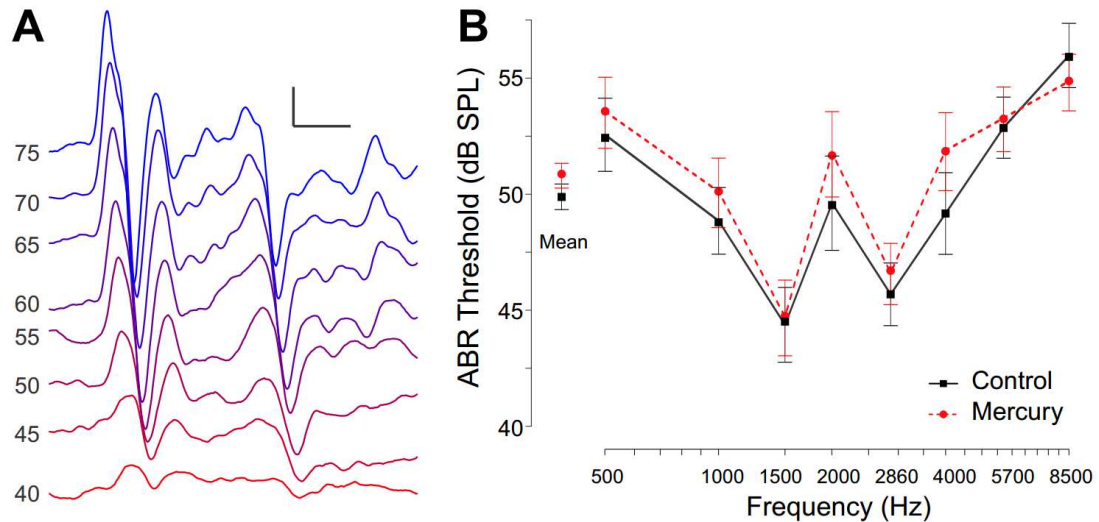 A
75
70
65
60
55
50
45
40
B
ABR Threshold (dB SPL)
55
50
45
40
Mean
Control
Mercury
500 1000 1500 2000 2860 4000 5700 8500
Frequency (Hz)